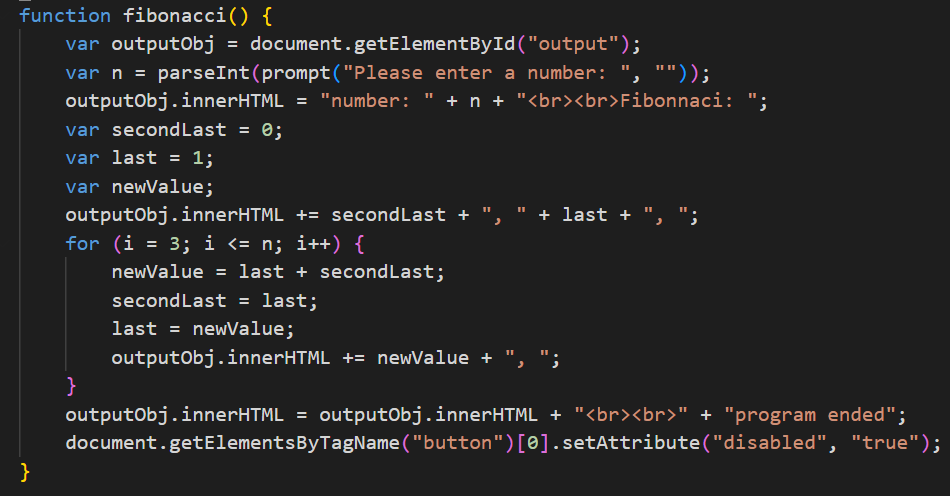 function fibonacci() {
    var outputObj = document.getElementById("output");
    var n = parseInt(prompt("Please enter a number: ", ""));
    outputObj.innerHTML = "number: " + n + "<br><br>Fibonnaci: ";
    var secondLast = 0;
    var last = 1;
    var newValue;
    outputObj.innerHTML += secondLast + ", " + last + ", ";
    for (i = 3; i <= n; i++) {
        newValue = last + secondLast;
        secondLast = last;
        last = newValue;
        outputObj.innerHTML += newValue + ", ";
    }
    outputObj.innerHTML = outputObj.innerHTML + "<br><br>" + "program ended";
    document.getElementsByTagName("button")[0].setAttribute("disabled", "true");
}